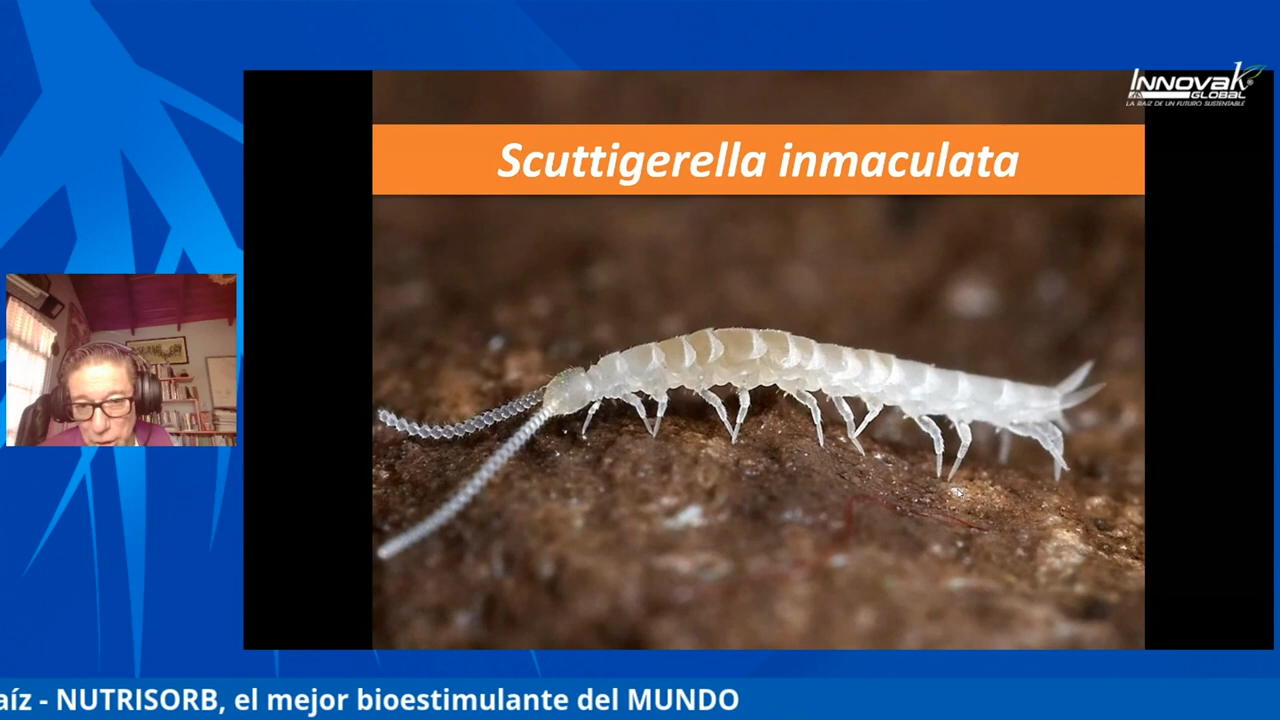 INNOVAK
GLOBAL
LA RAÍZ DE UN FUTURO SUSTENTABLE
Scuttigerella inmaculata
aíz - NUTRISORB, el mejor bioestimulante del MUNDO